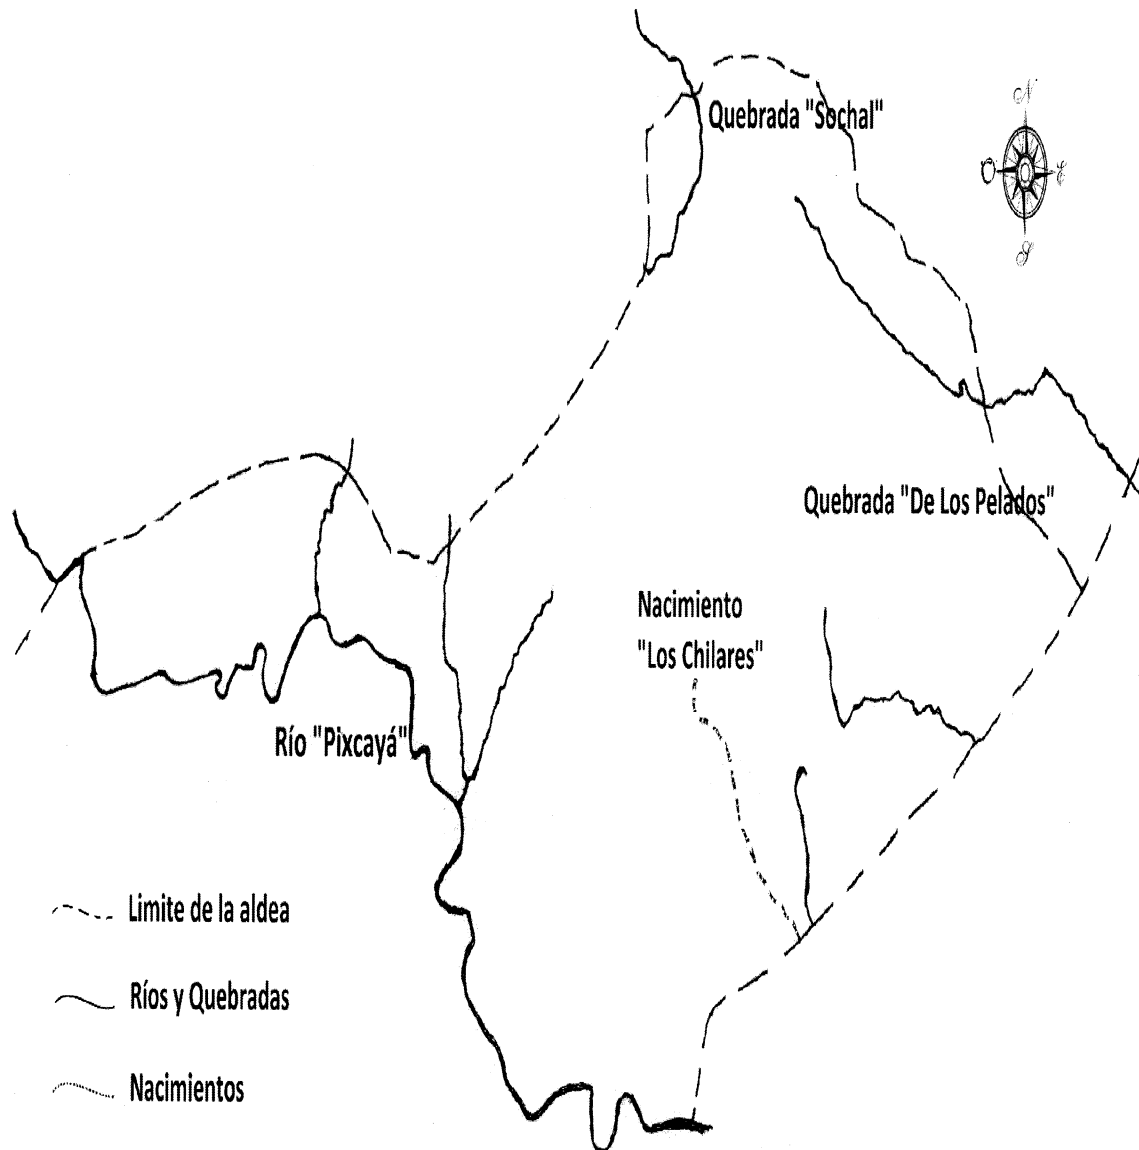 Quebrada "Sochal"
N
O
E
S
Quebrada "De Los Pelados"
Nacimiento
"Los Chilares"
Río "Pixcayá"
Limite de la aldea
Ríos y Quebradas
Nacimientos